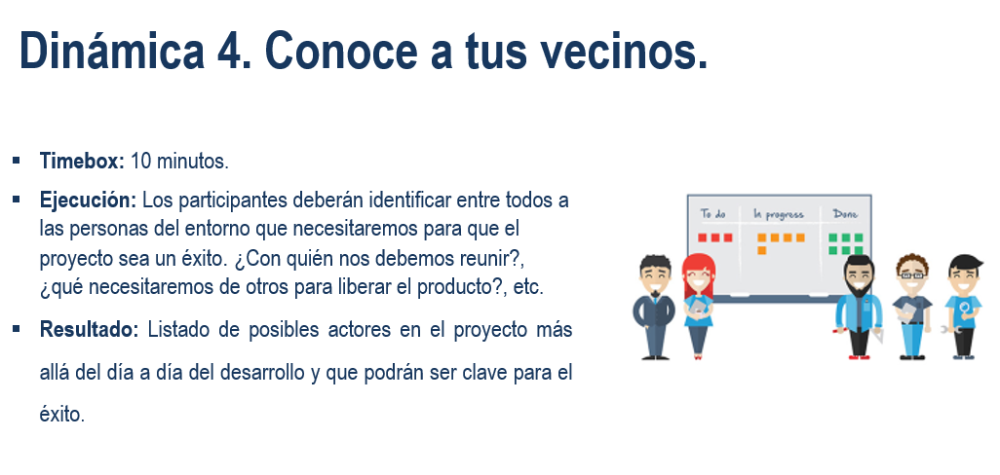 Dinámica 4. Conoce a tus vecinos.
▪ Timebox: 10 minutos.
▪ Ejecución: Los participantes deberán identificar entre todos a
las personas del entorno que necesitaremos para que el
proyecto sea un éxito. ¿Con quién nos debemos reunir?,
¿qué necesitaremos de otros para liberar el producto?, etc.
▪ Resultado: Listado de posibles actores en el proyecto más
allá del día a día del desarrollo y que podrán ser clave para el
éxito.
To do In progress Done